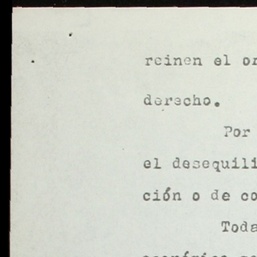 reinen el or
derecho.
Por
el desequili
ción o de co
Toda